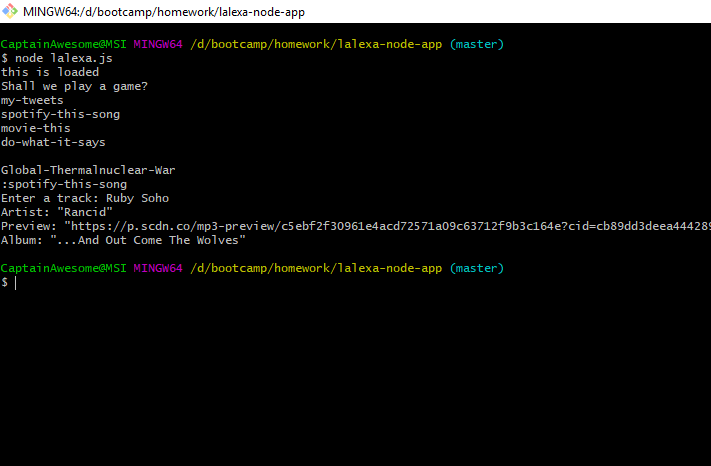 MINGW64:/d/bootcamp/homework/lalexa-node-app
CaptainAwesome@MSI MINGW64 /d/bootcamp/homework/lalexa-node-app (master)
$ node lalexa.js
this is loaded
Shall we play a game?
my-tweets
spotify-this-song
movie-this
do-what-it-says
Global-Thermalnuclear-War
:spotify-this-song
Enter a track: Ruby Soho
Artist: "Rancid"
Preview: "https://p.scdn.co/mp3-preview/c5ebf2f30961e4acd72571a09c63712f9b3c164e?cid=cb89dd3deea444289
Album: "...And Out Come The Wolves"
CaptainAwesome@MSI MINGW64 /d/bootcamp/homework/lalexa-node-app (master)
$